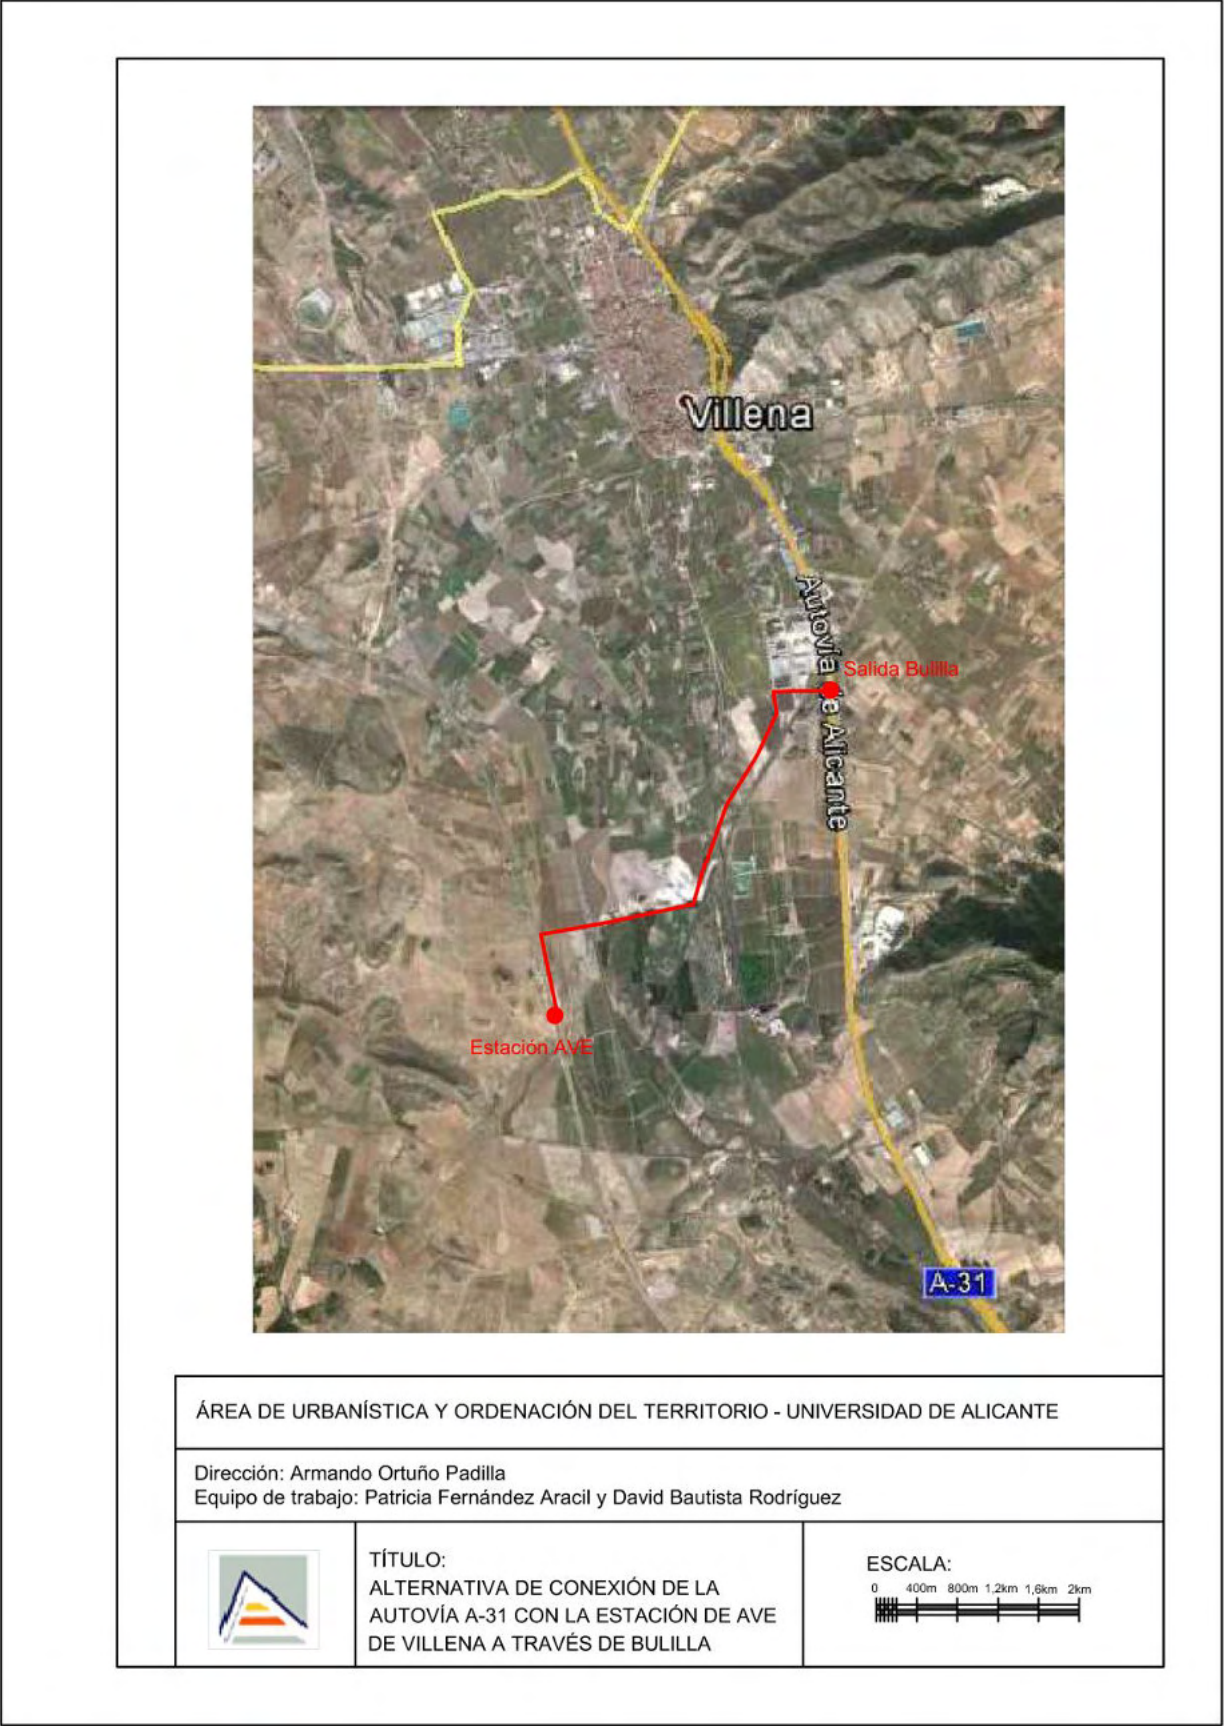 Villena
Autovía de Alicante
Salida Bulilla
Estación AVE
A-31
ÁREA DE URBANÍSTICA Y ORDENACIÓN DEL TERRITORIO - UNIVERSIDAD DE ALICANTE
Dirección: Armando Ortuño Padilla
Equipo de trabajo: Patricia Fernández Aracil y David Bautista Rodríguez
TÍTULO:
ALTERNATIVA DE CONEXIÓN DE LA
AUTOVÍA A-31 CON LA ESTACIÓN DE AVE
DE VILLENA A TRAVÉS DE BULILLA
ESCALA:
0 400m 800m 1,2km 1,6km 2km